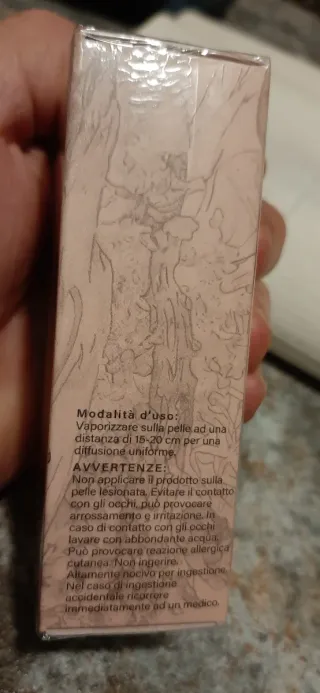 Modalità d'uso:
Vaporizzare sulla pelle ad una
distanza di 15-20 cm per una
diffusione uniforme.
AVVERTENZE:
Non applicare il prodotto sulla
pelle lesionata. Evitare il contatto
con gli occhi, può provocare
arrossamento e irritazione. In
caso di contatto con gli occhi
lavare con abbondante acqua.
Può provocare reazione allergica
cutanea. Non ingerire.
Altamente nocivo per ingestione.
Nel caso di ingestione
accidentale ricorrere
immediatamente ad un medico.